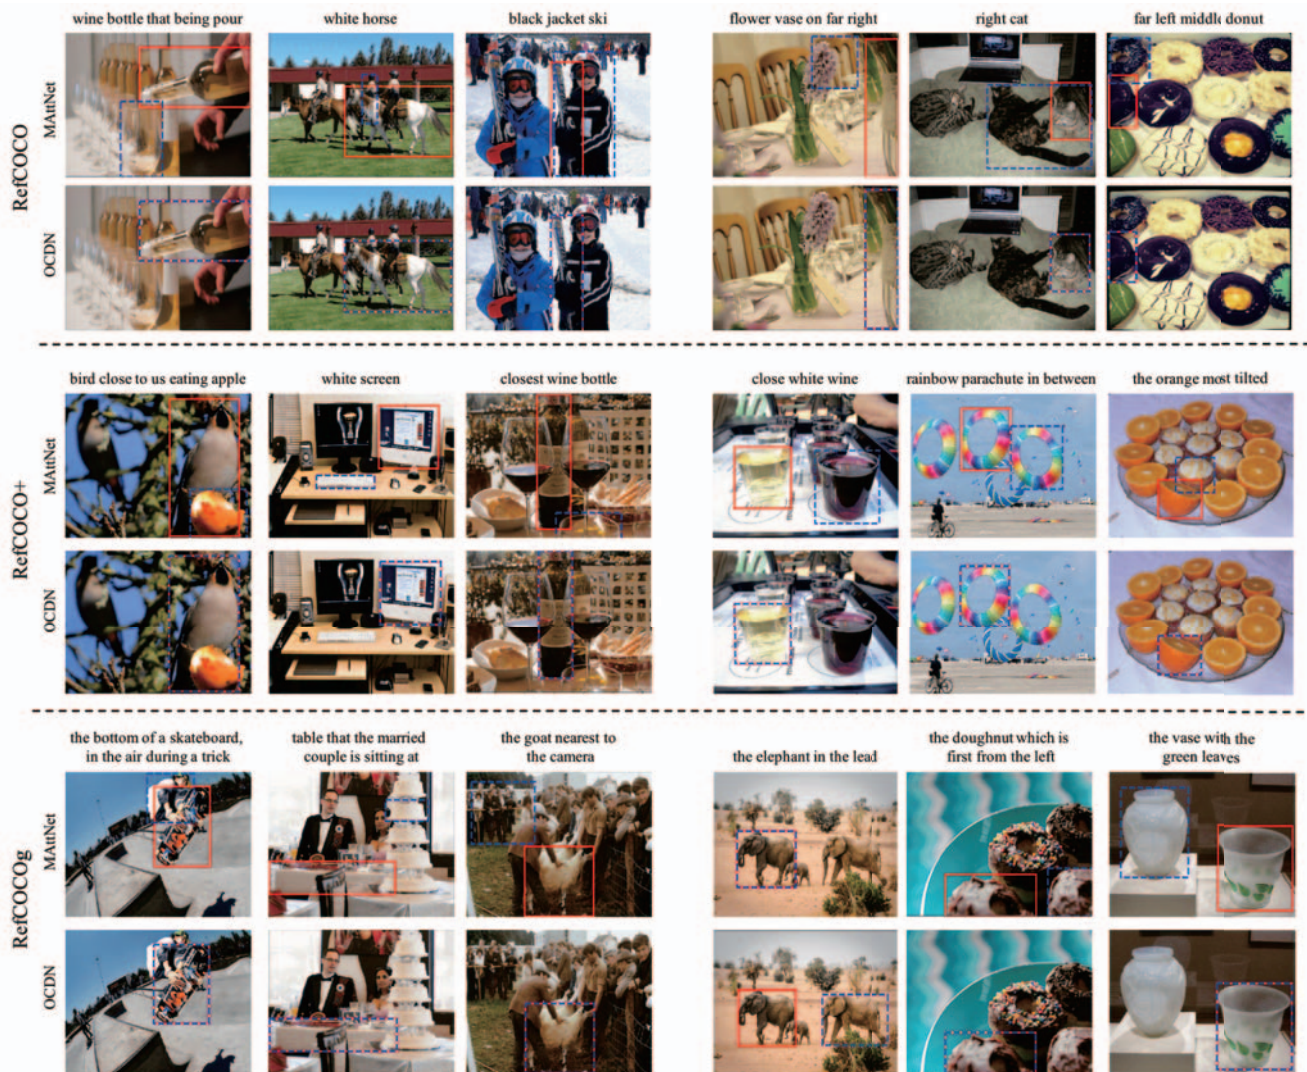 wine bottle that being pour
white horse
black jacket ski
flower vase on far right
right cat
far left middle donut
RefCOCO
MAttNet
OCDN
bird close to us eating apple
white screen
closest wine bottle
close white wine
rainbow parachute in between
the orange most tilted
RefCOCO+
MAttNet
OCDN
the bottom of a skateboard,
in the air during a trick
table that the married
couple is sitting at
the goat nearest to
the camera
the elephant in the lead
the doughnut which is
first from the left
the vase with the
green leaves
RefCOCOg
MAttNet
OCDN